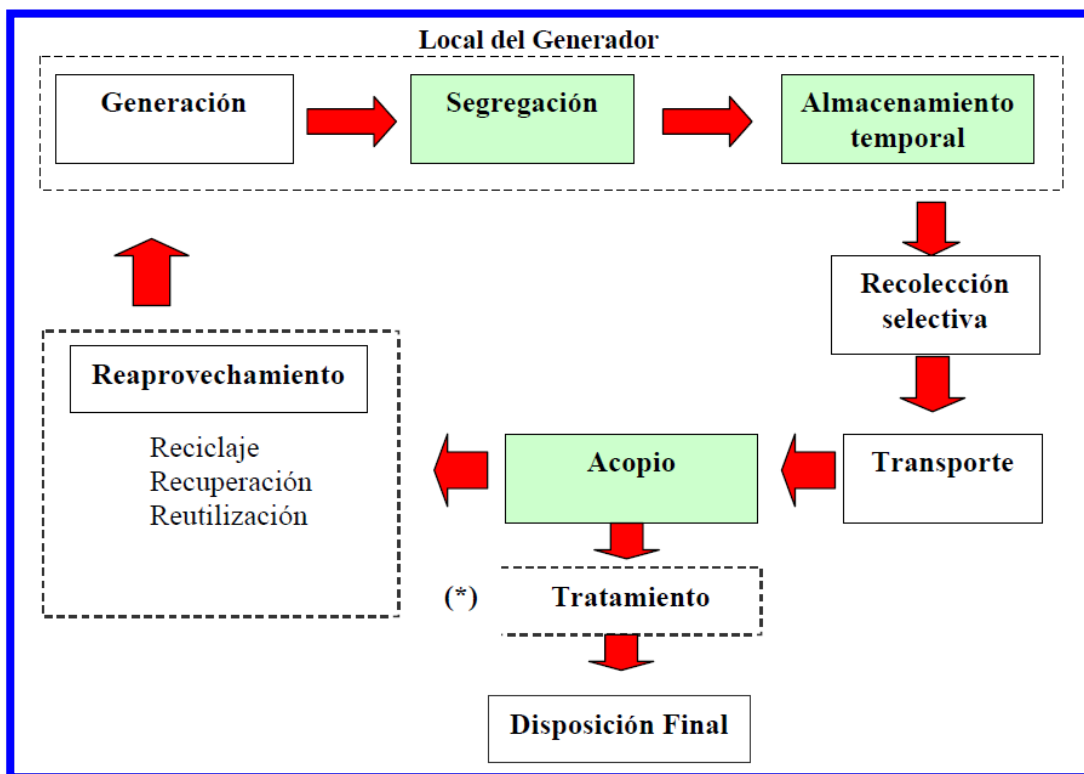 Local del Generador
Generación
Segregación
Almacenamiento
temporal
Recolección
selectiva
Reaprovechamiento
Reciclaje
Recuperación
Reutilización
Acopio
Transporte
(*)
Tratamiento
Disposición Final